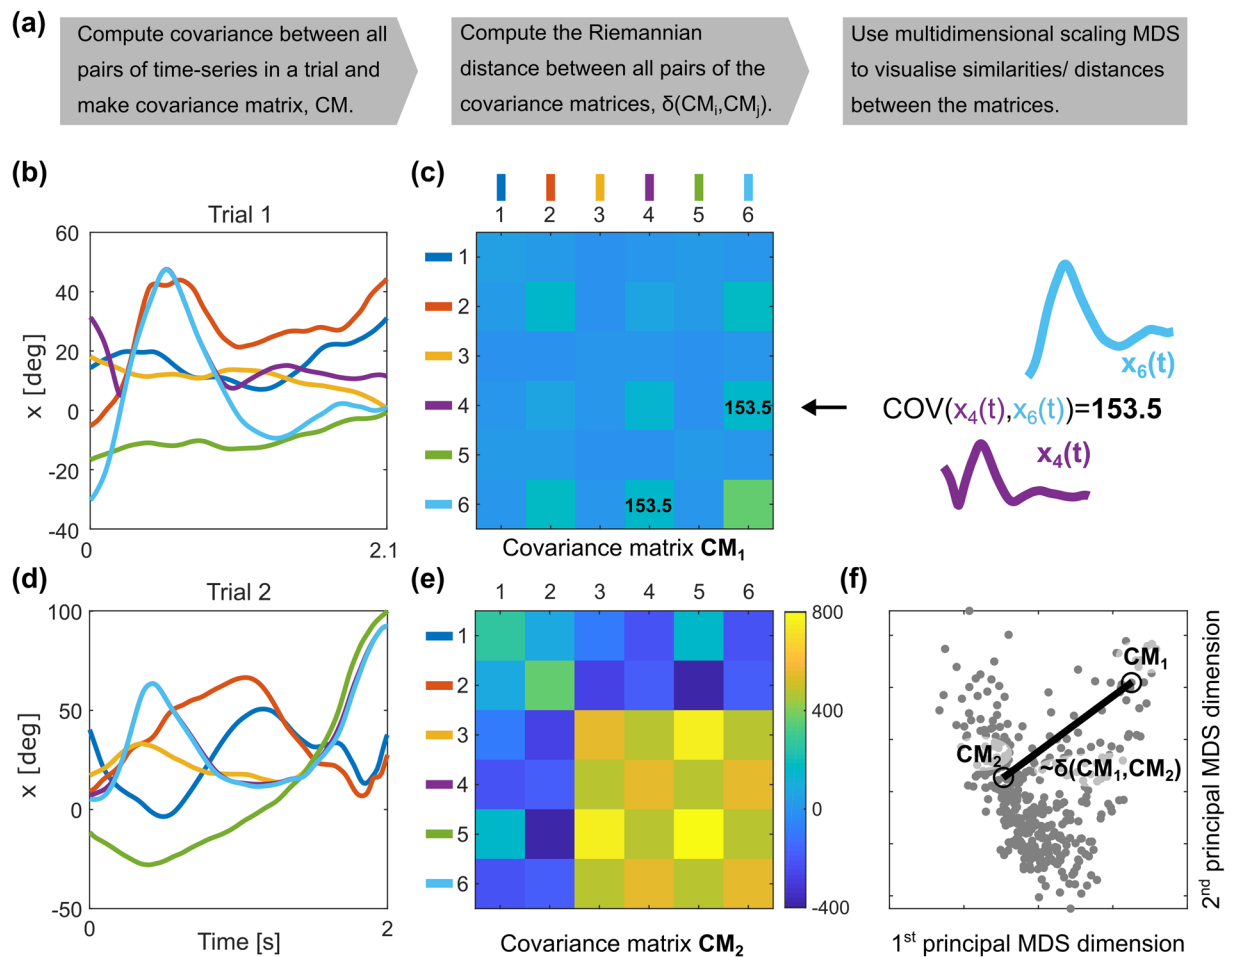 (a)
Compute covariance between all
pairs of time-series in a trial and
make covariance matrix, CM.
Compute the Riemannian
distance between all pairs of the
covariance matrices, δ(CMi,CMj).
Use multidimensional scaling MDS
to visualise similarities/ distances
between the matrices.
(b)
Trial 1
x [deg]
60
40
20
0
-20
-40
0
2.1
(c)
1 2 3 4 5 6
1
2
3
4
5
6
153.5
153.5
Covariance matrix CM1
x6(t)
COV(x4(t),x6(t))=153.5
x4(t)
(d)
Trial 2
x [deg]
100
50
0
-50
0
2
Time [s]
(e)
1 2 3 4 5 6
1
2
3
4
5
6
800
400
0
-400
Covariance matrix CM2
(f)
CM1
CM2
~δ(CM1,CM2)
1st principal MDS dimension
2nd principal MDS dimension